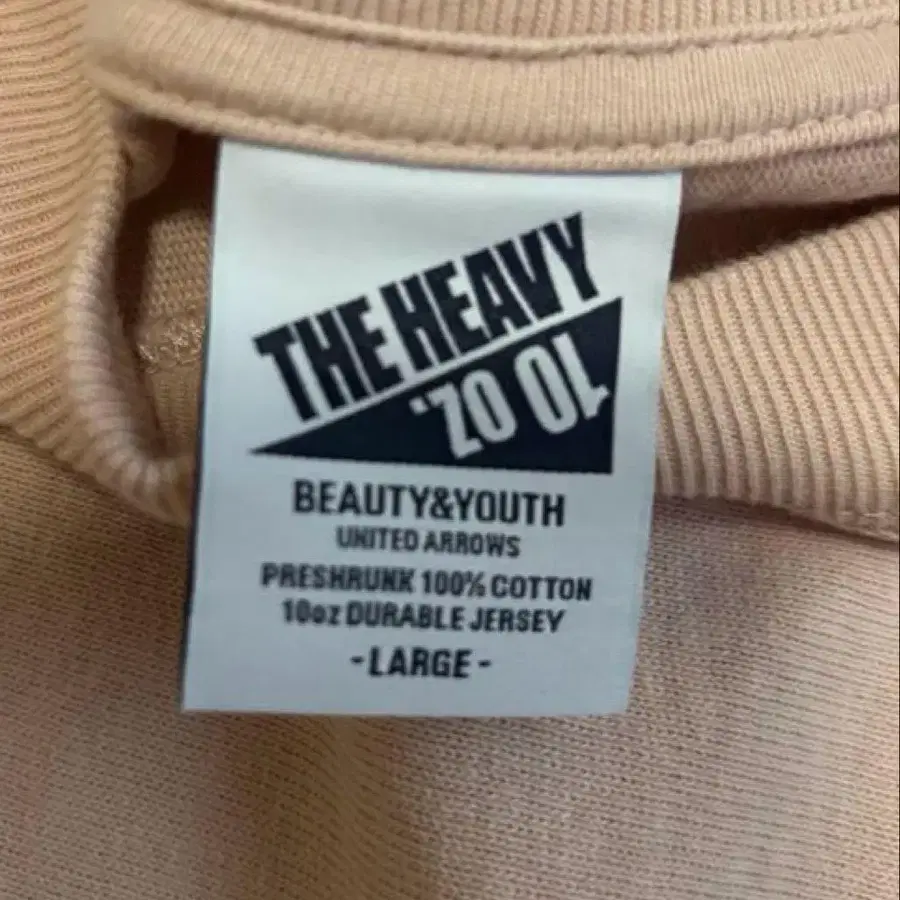 THE HEAVY
10 OZ.
BEAUTY&YOUTH
UNITED ARROWS
PRESHRUNK 100% COTTON
10oz DURABLE JERSEY
-LARGE-